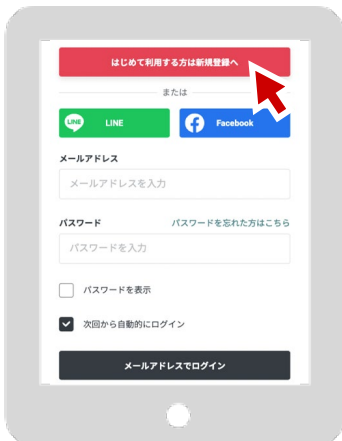 はじめて利用する方は新規登録へ
または
LINE LINE
Facebook
メールアドレス
メールアドレスを入力
パスワード パスワードを忘れた方はこちら
パスワードを入力
パスワードを表示
次回から自動的にログイン
メールアドレスでログイン